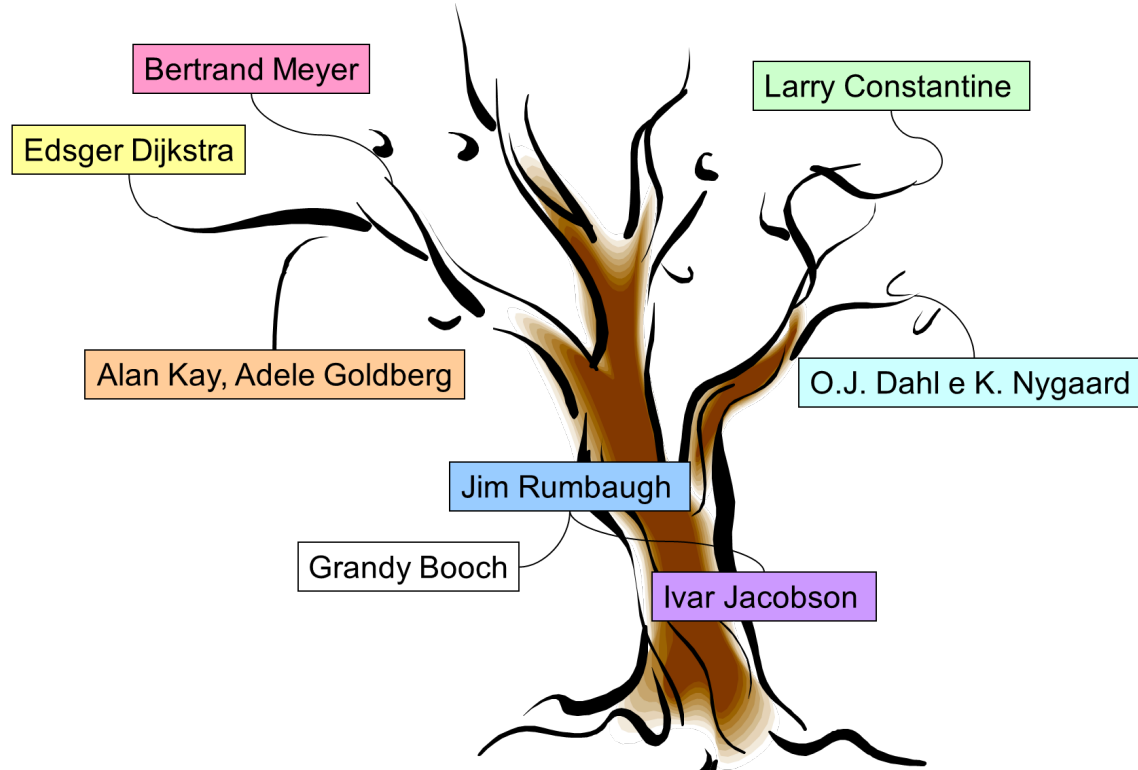 Bertrand Meyer
Larry Constantine
Edsger Dijkstra
Alan Kay, Adele Goldberg
O.J. Dahl e K. Nygaard
Jim Rumbaugh
Grandy Booch
Ivar Jacobson